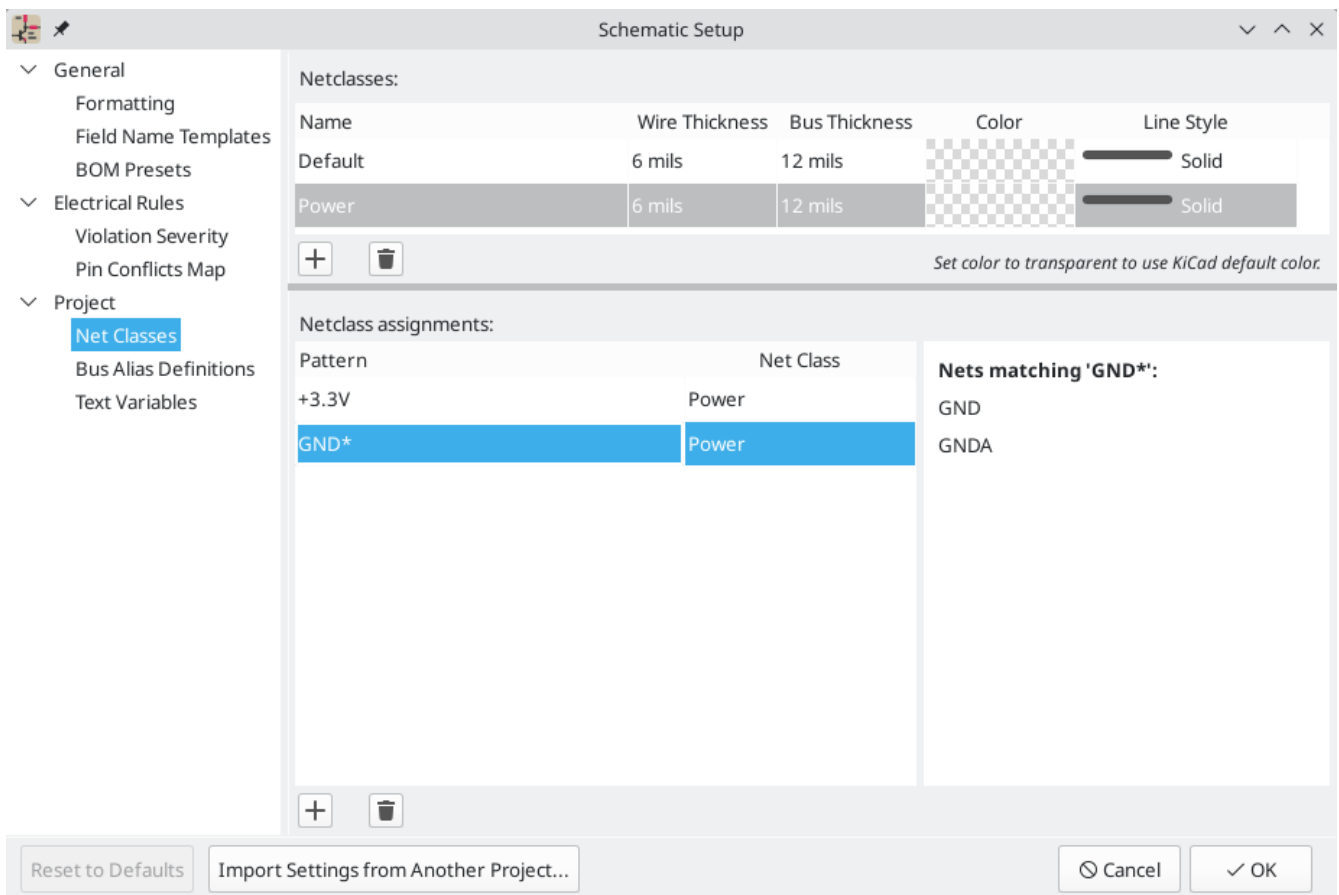 Schematic Setup
General
Formatting
Field Name Templates
BOM Presets
Electrical Rules
Violation Severity
Pin Conflicts Map
Project
Net Classes
Bus Alias Definitions
Text Variables
Netclasses:
Name Wire Thickness Bus Thickness Color Line Style
Default 6 mils 12 mils Solid
Power 6 mils 12 mils Solid
Set color to transparent to use KiCad default color.
Netclass assignments:
Pattern Net Class
+3.3V Power
GND* Power
Nets matching 'GND*':
GND
GNDA
Reset to Defaults Import Settings from Another Project... Cancel OK